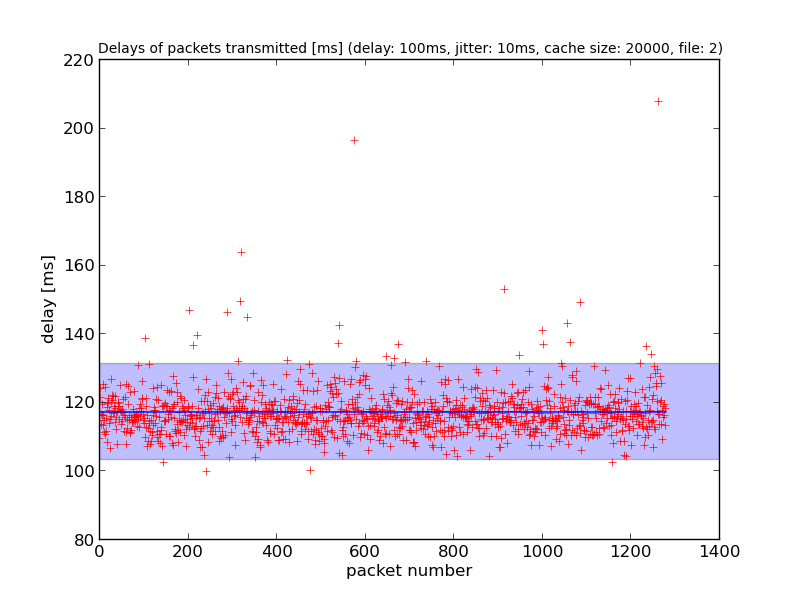 Delays of packets transmitted [ms] (delay: 100ms, jitter: 10ms, cache size: 20000, file: 2)
220
200
180
160
140
120
100
80
delay [ms]
0 200 400 600 800 1000 1200 1400
packet number